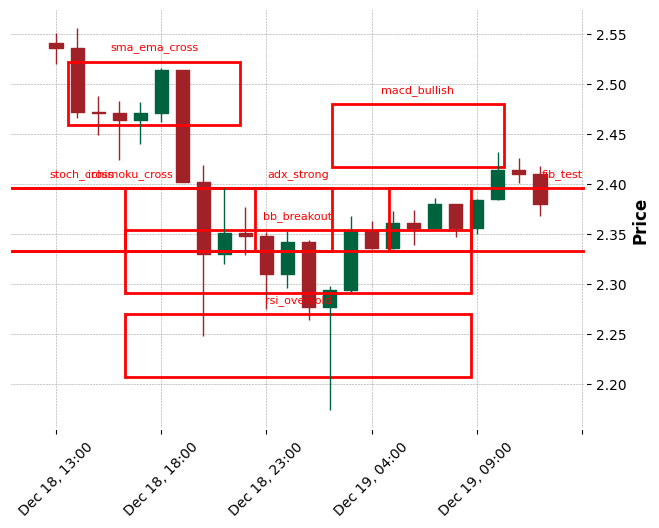 sma_ema_cross
macd_bullish
stoch_cross
ichimoku_cross
adx_strong
fib_test
bb_breakout
rsi_oversold
2.55
2.50
2.45
2.40
2.35
2.30
2.25
2.20
Price
Dec 18, 13:00
Dec 18, 18:00
Dec 18, 23:00
Dec 19, 04:00
Dec 19, 09:00